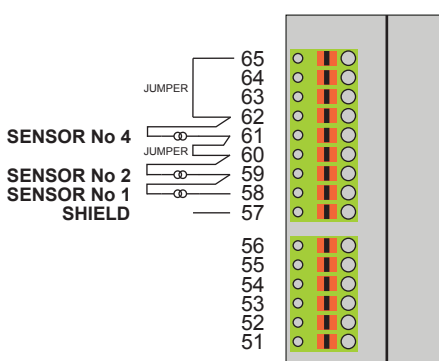 65
64
JUMPER
63
62
SENSOR No 4
61
JUMPER
60
SENSOR No 2
59
SENSOR No 1
58
SHIELD
57
56
55
54
53
52
51